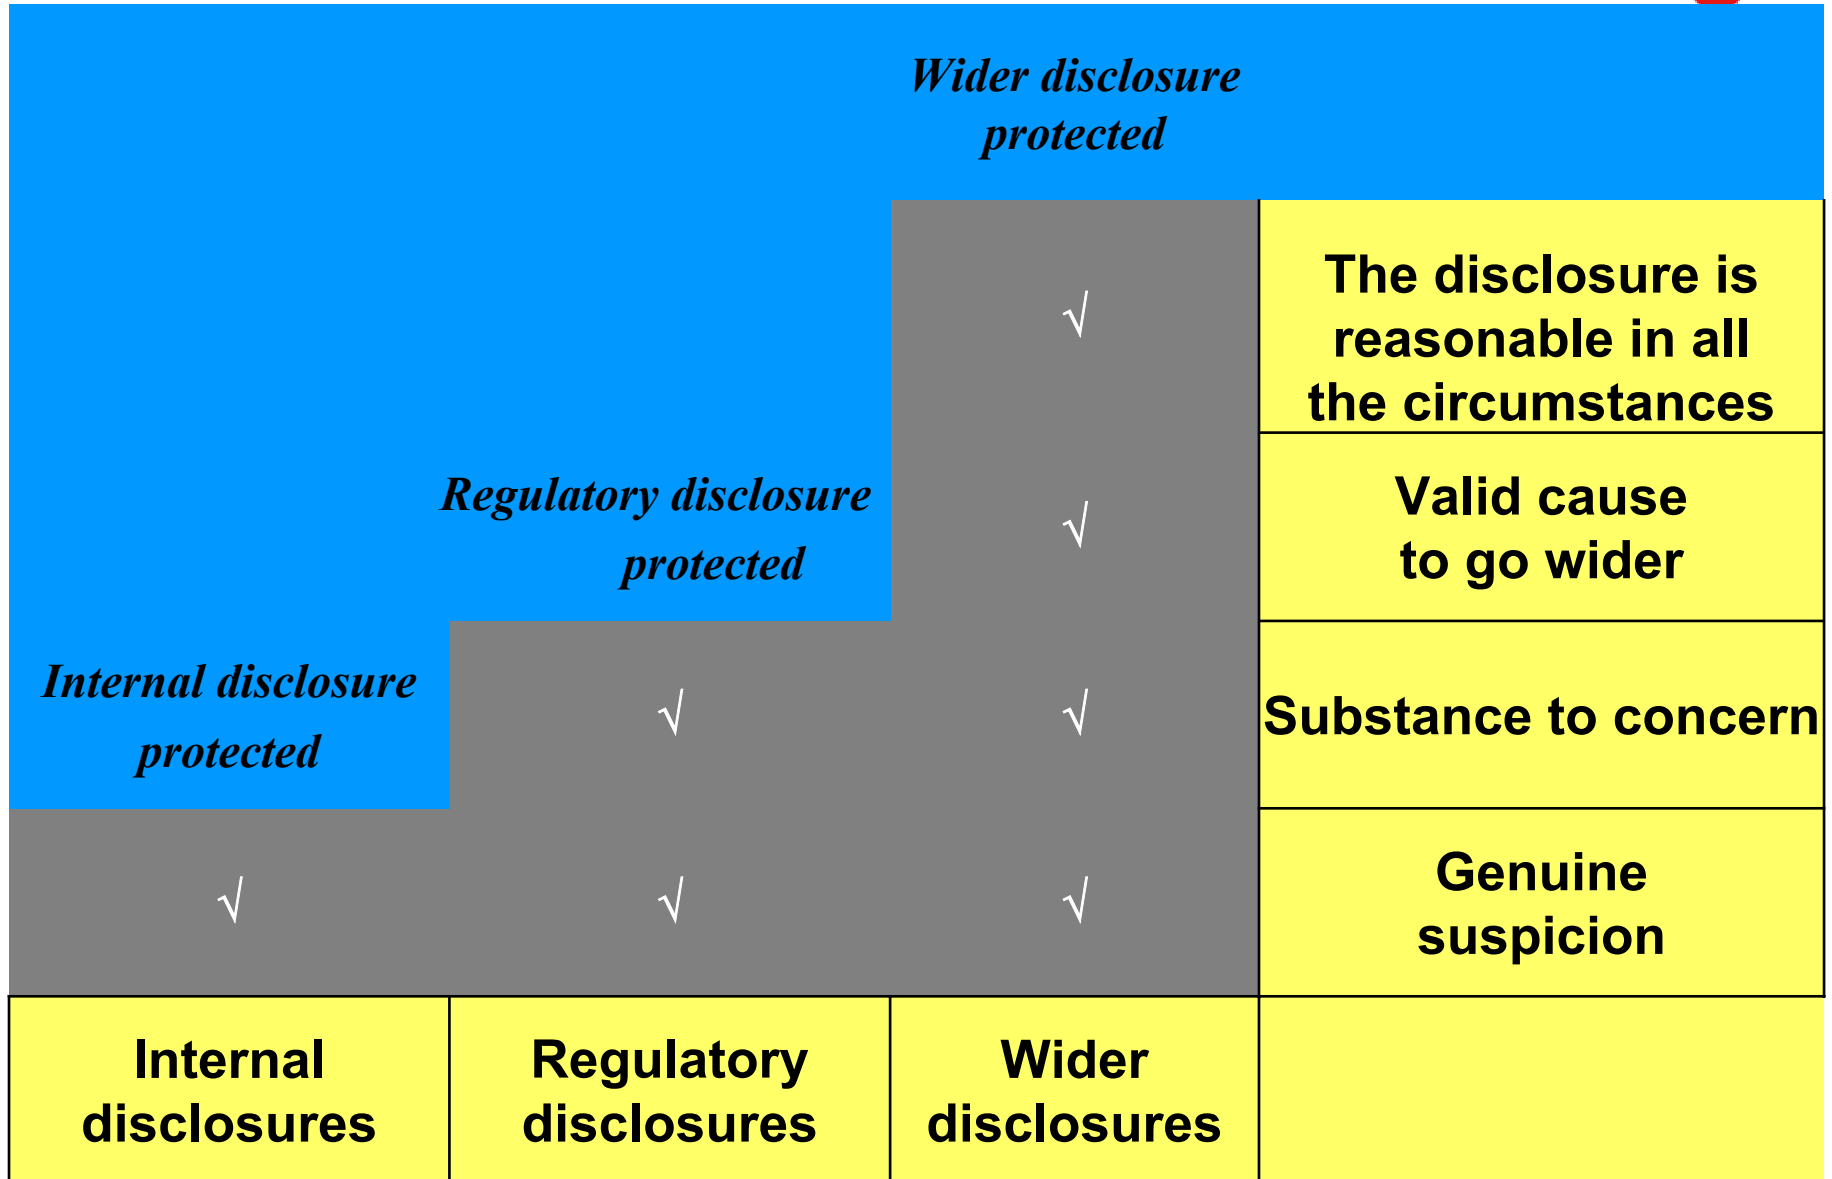 Wider disclosure
protected
√
The disclosure is
reasonable in all
the circumstances
Regulatory disclosure
protected
√
Valid cause
to go wider
Internal disclosure
protected
√
√
Substance to concern
√
√
√
Genuine
suspicion
Internal
disclosures
Regulatory
disclosures
Wider
disclosures